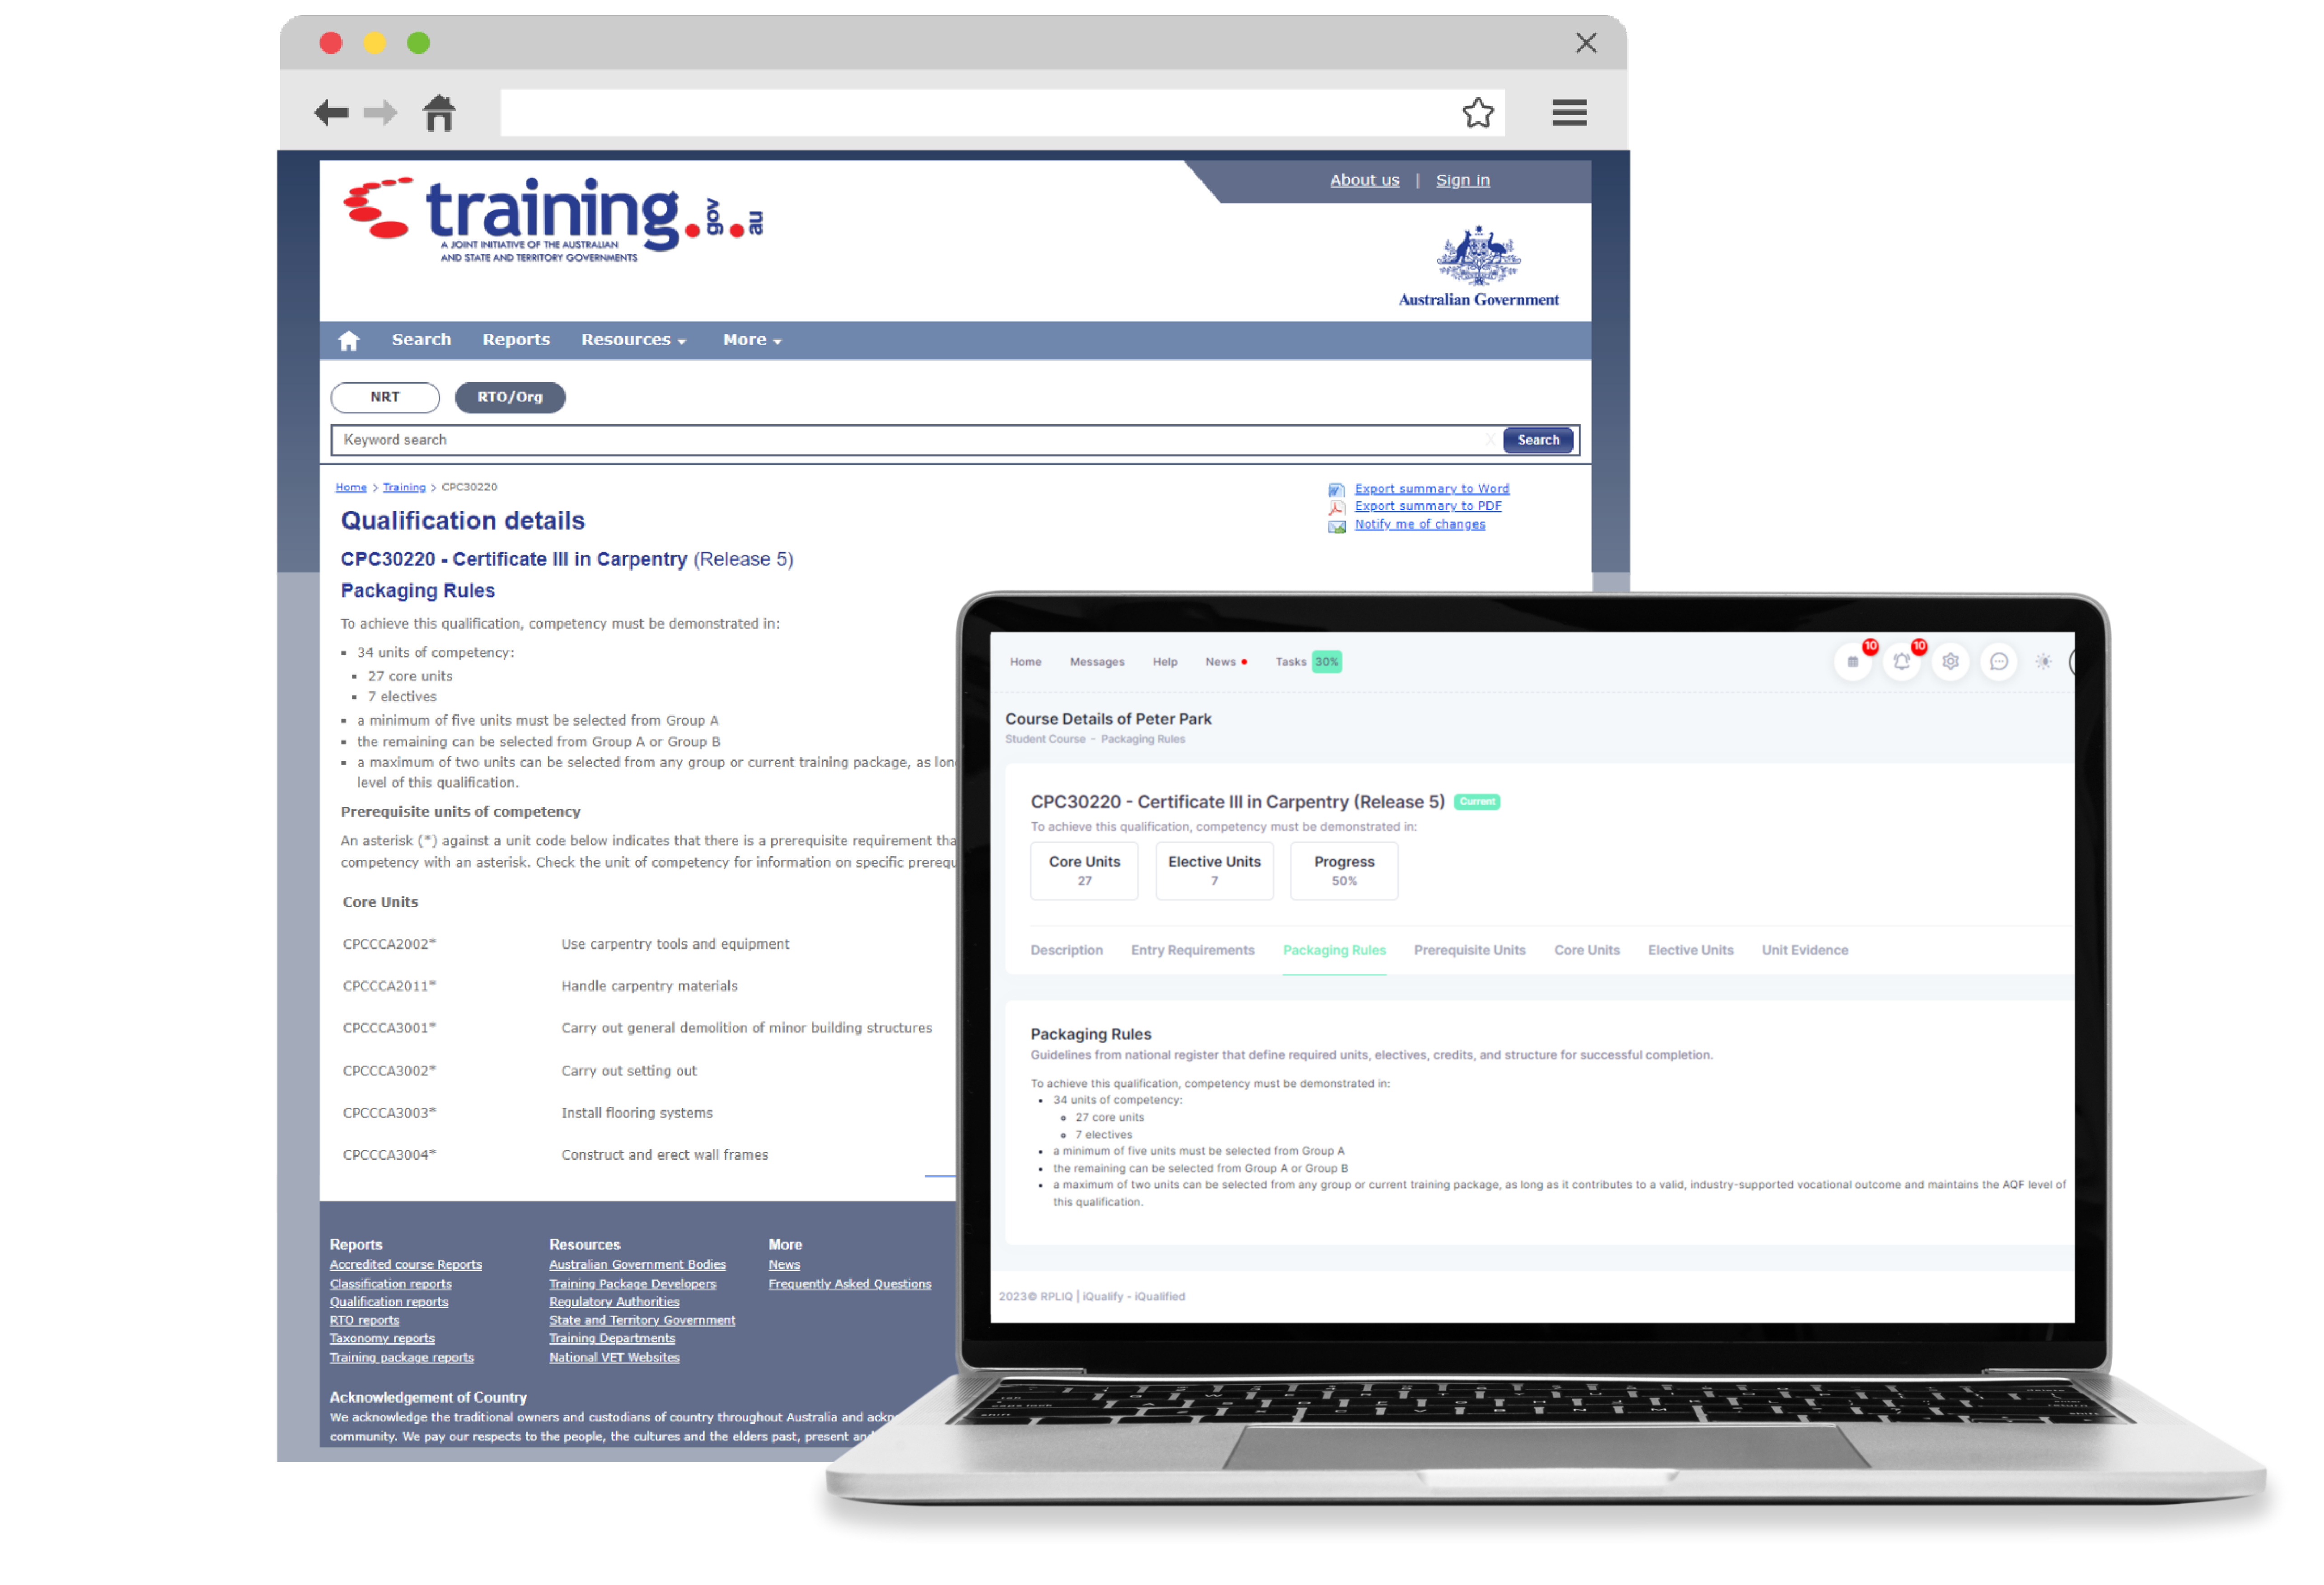 training.gov.au
A JOINT INITIATIVE OF THE AUSTRALIAN
AND STATE AND TERRITORY GOVERNMENTS
About us | Sign in
Australian Government
Search Reports Resources More
NRT RTO/Org
Keyword search X Search
Home > Training > CPC30220
Export summary to Word
Export summary to PDF
Notify me of changes
Qualification details
CPC30220 - Certificate III in Carpentry (Release 5)
Packaging Rules
To achieve this qualification, competency must be demonstrated in:
34 units of competency:
27 core units
7 electives
a minimum of five units must be selected from Group A
the remaining can be selected from Group A or Group B
a maximum of two units can be selected from any group or current training package, as lon
level of this qualification.
Prerequisite units of competency
An asterisk (*) against a unit code below indicates that there is a prerequisite requirement tha
competency with an asterisk. Check the unit of competency for information on specific prerequ
Core Units
CPCCCA2002* Use carpentry tools and equipment
CPCCCA2011* Handle carpentry materials
CPCCCA3001* Carry out general demolition of minor building structures
CPCCCA3002* Carry out setting out
CPCCCA3003* Install flooring systems
CPCCCA3004* Construct and erect wall frames
Reports
Accredited course Reports
Classification reports
Qualification reports
RTO reports
Taxonomy reports
Training package reports
Resources
Australian Government Bodies
Training Package Developers
Regulatory Authorities
State and Territory Government
Training Departments
National VET Websites
More
News
Frequently Asked Questions
Acknowledgement of Country
We acknowledge the traditional owners and custodians of country throughout Australia and ackn
community. We pay our respects to the people, the cultures and the elders past, present an
Home Messages Help News Tasks 30% 10 10
Course Details of Peter Park
Student Course - Packaging Rules
CPC30220 - Certificate III in Carpentry (Release 5) Current
To achieve this qualification, competency must be demonstrated in:
Core Units Elective Units Progress
27 7 50%
Description Entry Requirements Packaging Rules Prerequisite Units Core Units Elective Units Unit Evidence
Packaging Rules
Guidelines from national register that define required units, electives, credits, and structure for successful completion.
To achieve this qualification, competency must be demonstrated in:
34 units of competency:
27 core units
7 electives
a minimum of five units must be selected from Group A
the remaining can be selected from Group A or Group B
a maximum of two units can be selected from any group or current training package, as long as it contributes to a valid, industry-supported vocational outcome and maintains the AQF level of
this qualification.
2023© RPLIQ | iQualify - iQualified